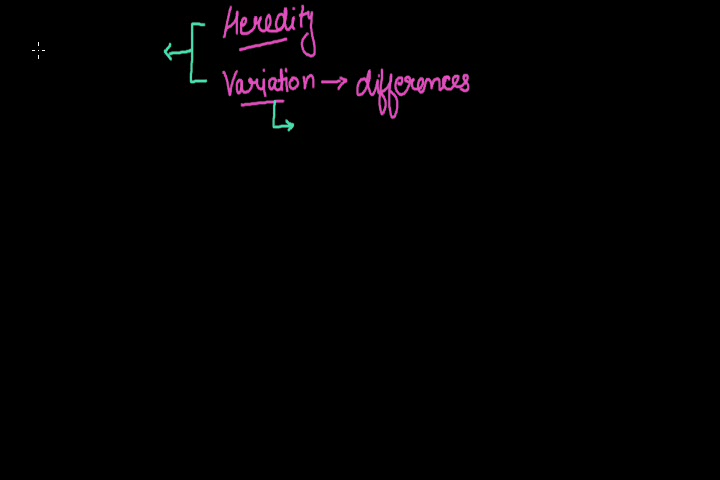 Heredity
Variation → differences